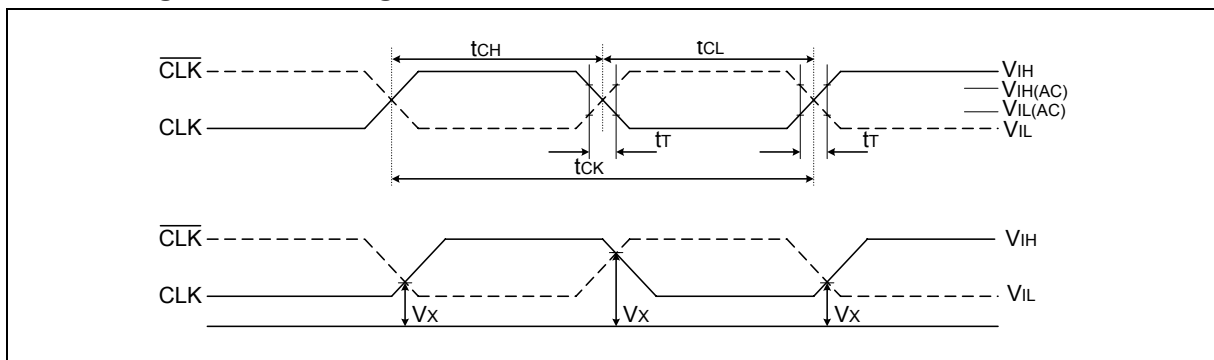 tCH tCL
CLK VIH
VIH(AC)
VIL(AC)
CLK VIL
tT tT
tCK
CLK VIH
CLK VIL
VX VX VX